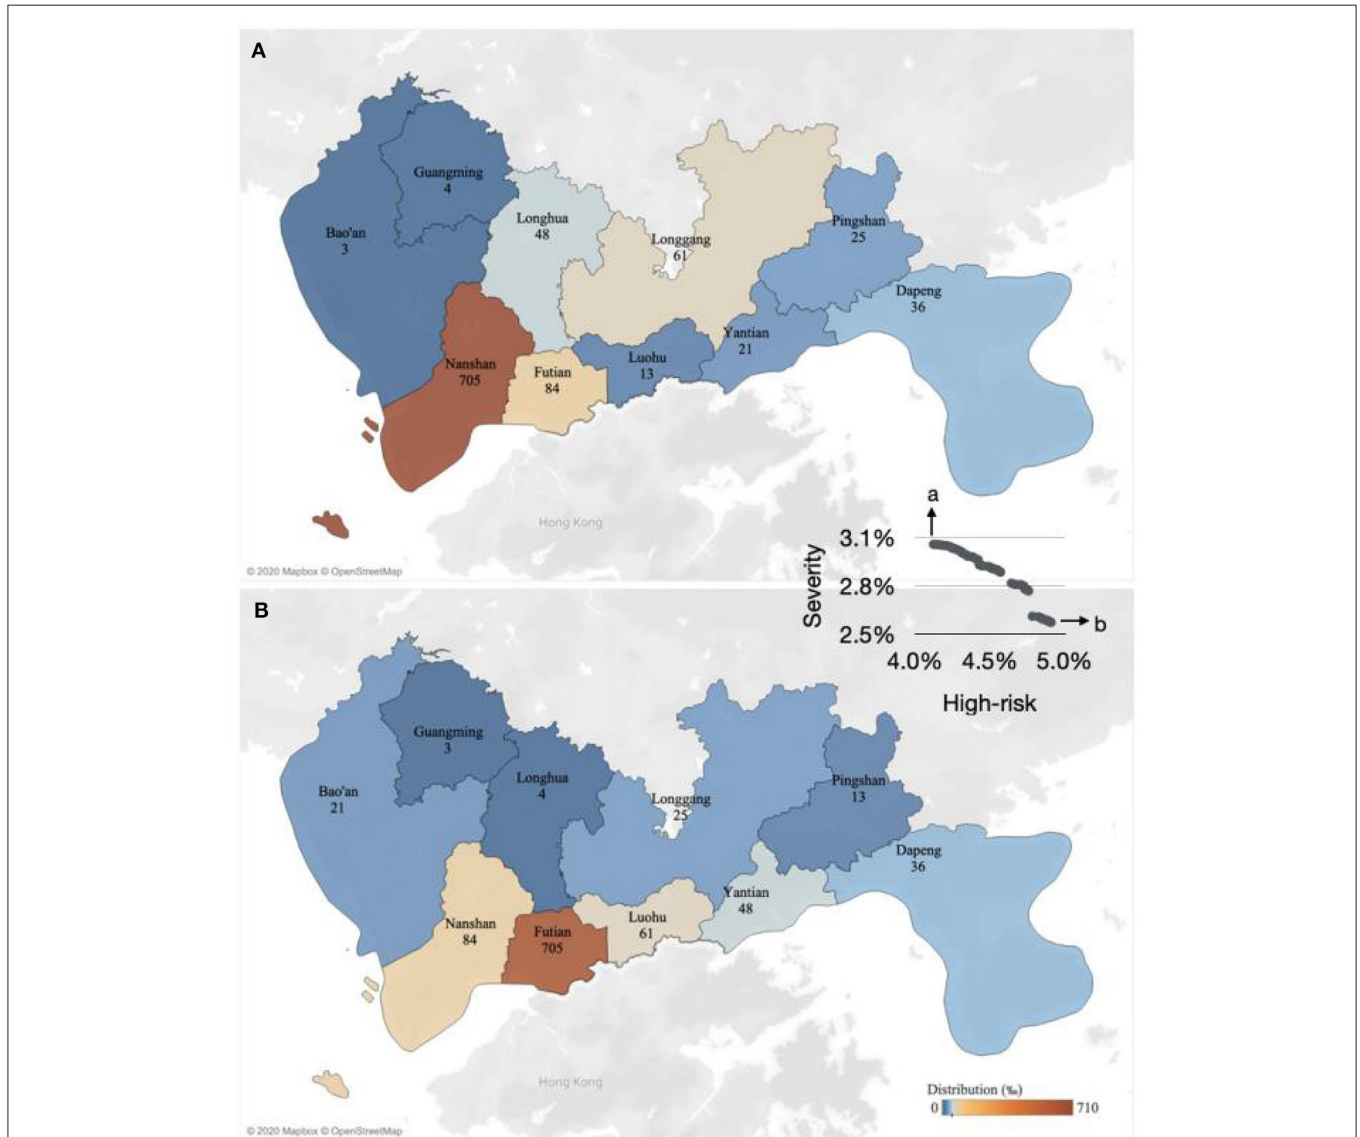 A
Guangming
4
Bao'an
3
Longhua
48
Longgang
61
Pingshan
25
Dapeng
36
Yantian
21
Luohu
13
Nanshan
705
Futian
84
Hong Kong
© 2020 Mapbox © OpenStreetMap
a
3.1%
2.8%
2.5%
Severity
b
4.0% 4.5% 5.0%
High-risk
B
Guangming
3
Bao'an
21
Longhua
4
Longgang
25
Pingshan
13
Dapeng
36
Yantian
48
Luohu
61
Nanshan
84
Futian
705
Hong Kong
Distribution (‰)
0 710
© 2020 Mapbox © OpenStreetMap